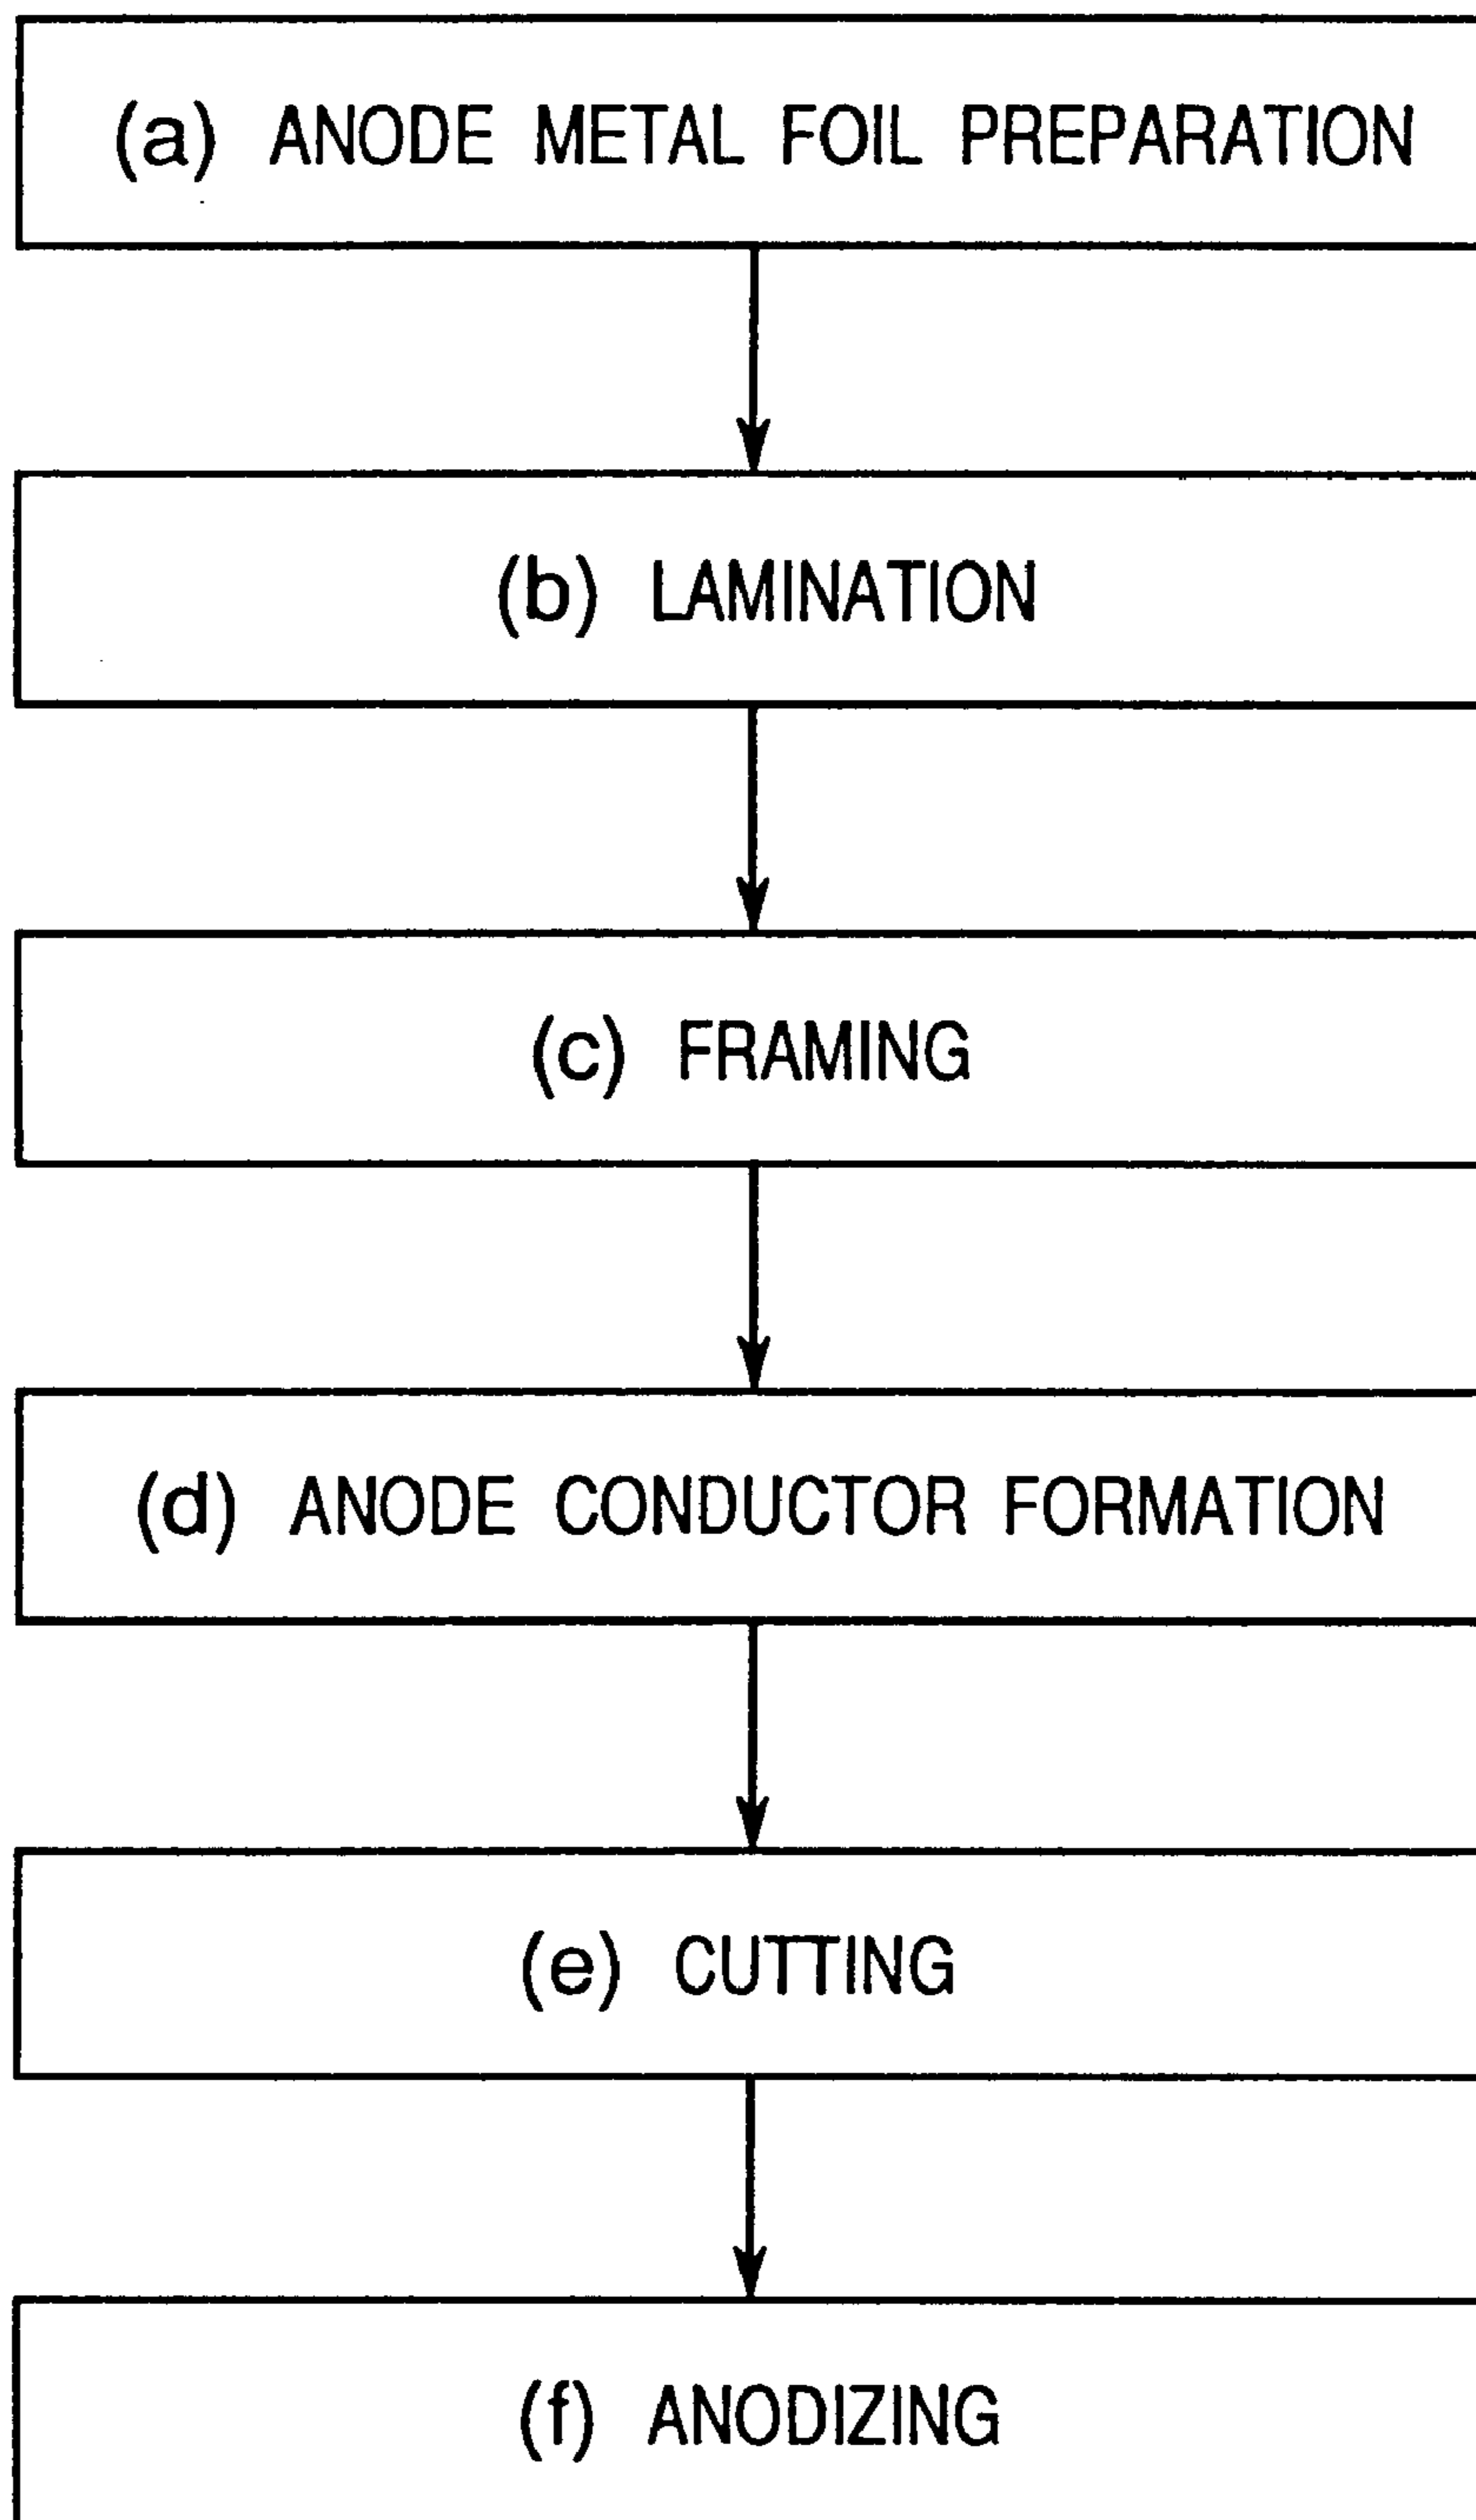 (a) ANODE METAL FOIL PREPARATION
(b) LAMINATION
(c) FRAMING
(d) ANODE CONDUCTOR FORMATION
(e) CUTTING
(f) ANODIZING